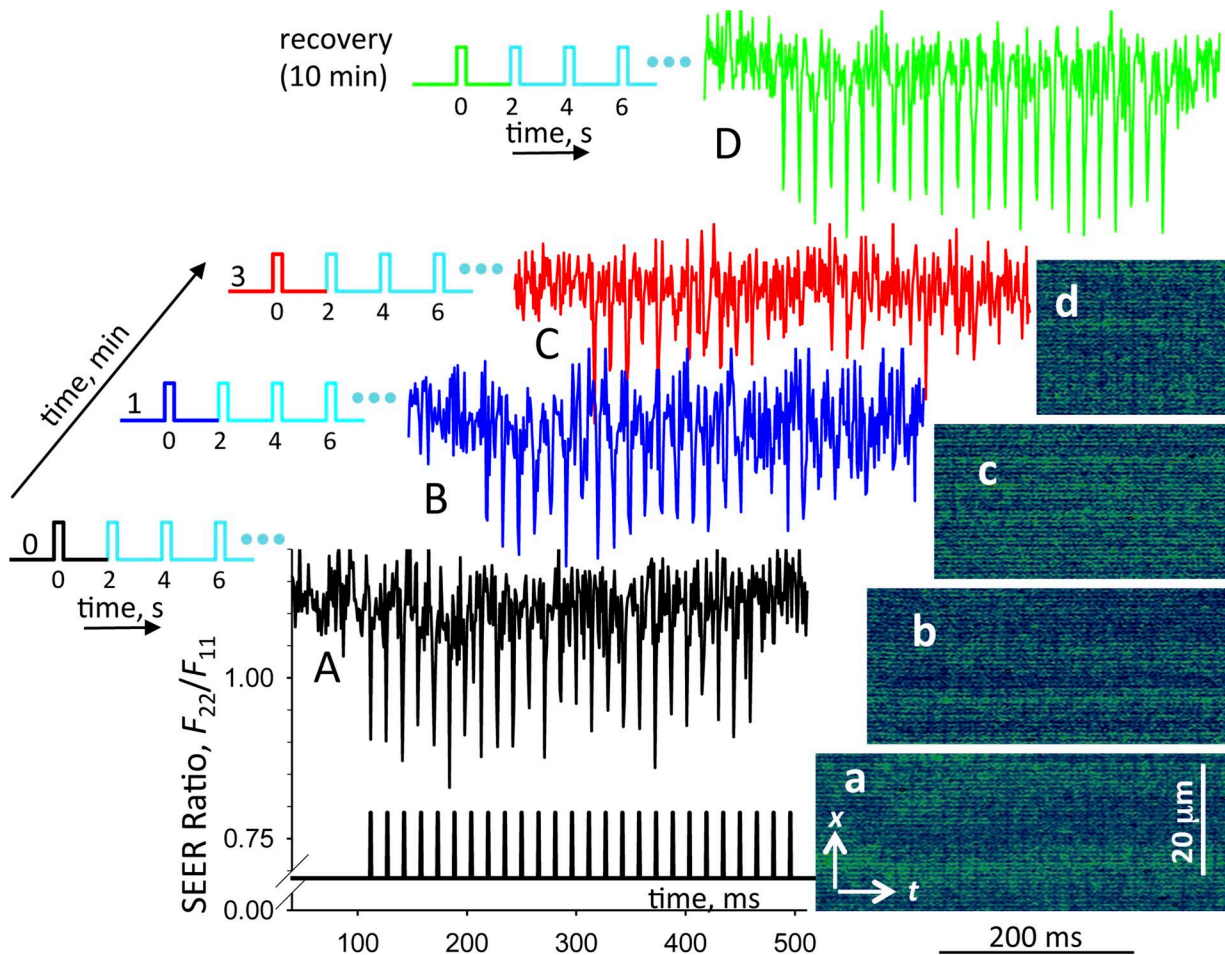 recovery
(10 min)
0 2 4 6
time, s
D
3
0 2 4 6
C
d
time, min
1
0 2 4 6
B
c
0
0 2 4 6
time, s
A
b
SEER Ratio, F22/F11
1.00
0.75
0.00
a
x
t
20 µm
time, ms
100 200 300 400 500
200 ms